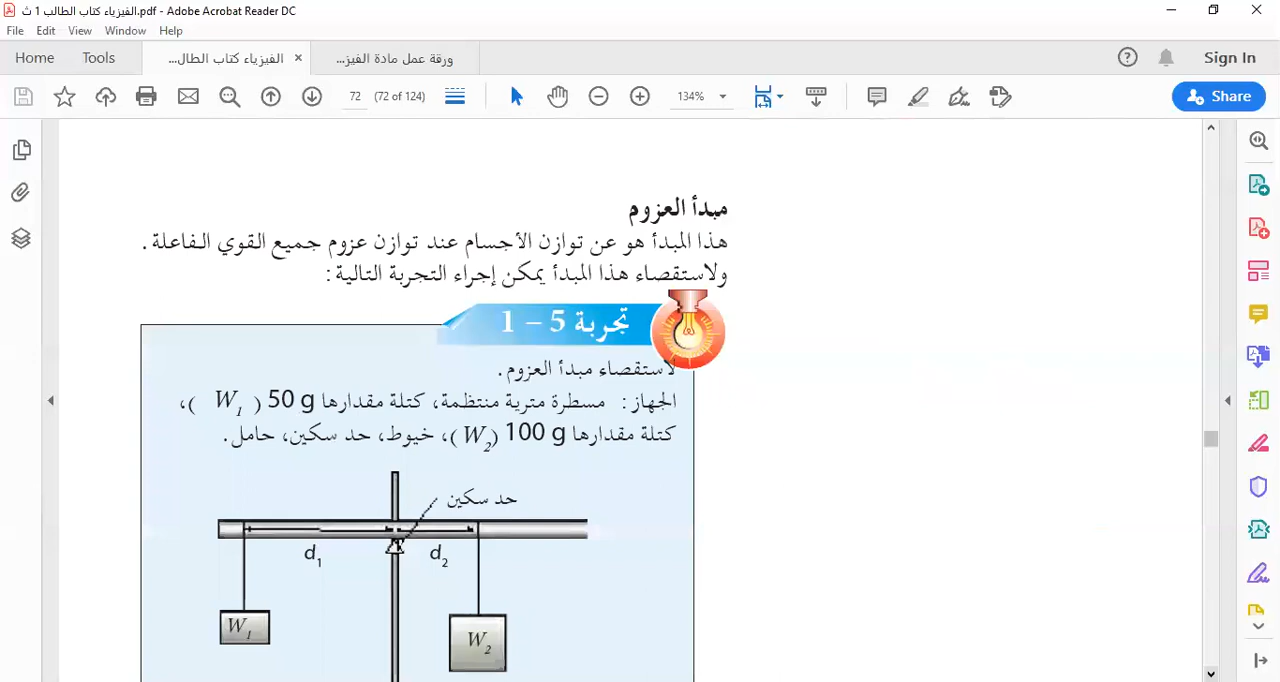 الفيزياء كتاب الطالب 1 ث.pdf - Adobe Acrobat Reader DC
File Edit View Window Help
Home Tools الفيزياء كتاب الطال... × ورقة عمل مادة الفيز... Sign In
72 (72 of 124) 134% Share
مبدأ العزوم
هذا المبدأ هو عن توازن الأجسام عند توازن عزوم جميع القوي الفاعلة .
ولاستقصاء هذا المبدأ يمكن إجراء التجربة التالية :
تجربة 5 – 1
لاستقصاء مبدأ العزوم .
الجهاز : مسطرة مترية منتظمة، كتلة مقدارها 50 g (W1)،
كتلة مقدارها 100 g (W2)، خيوط، حد سكين، حامل .
حد سكين
d1 d2
W1 W2